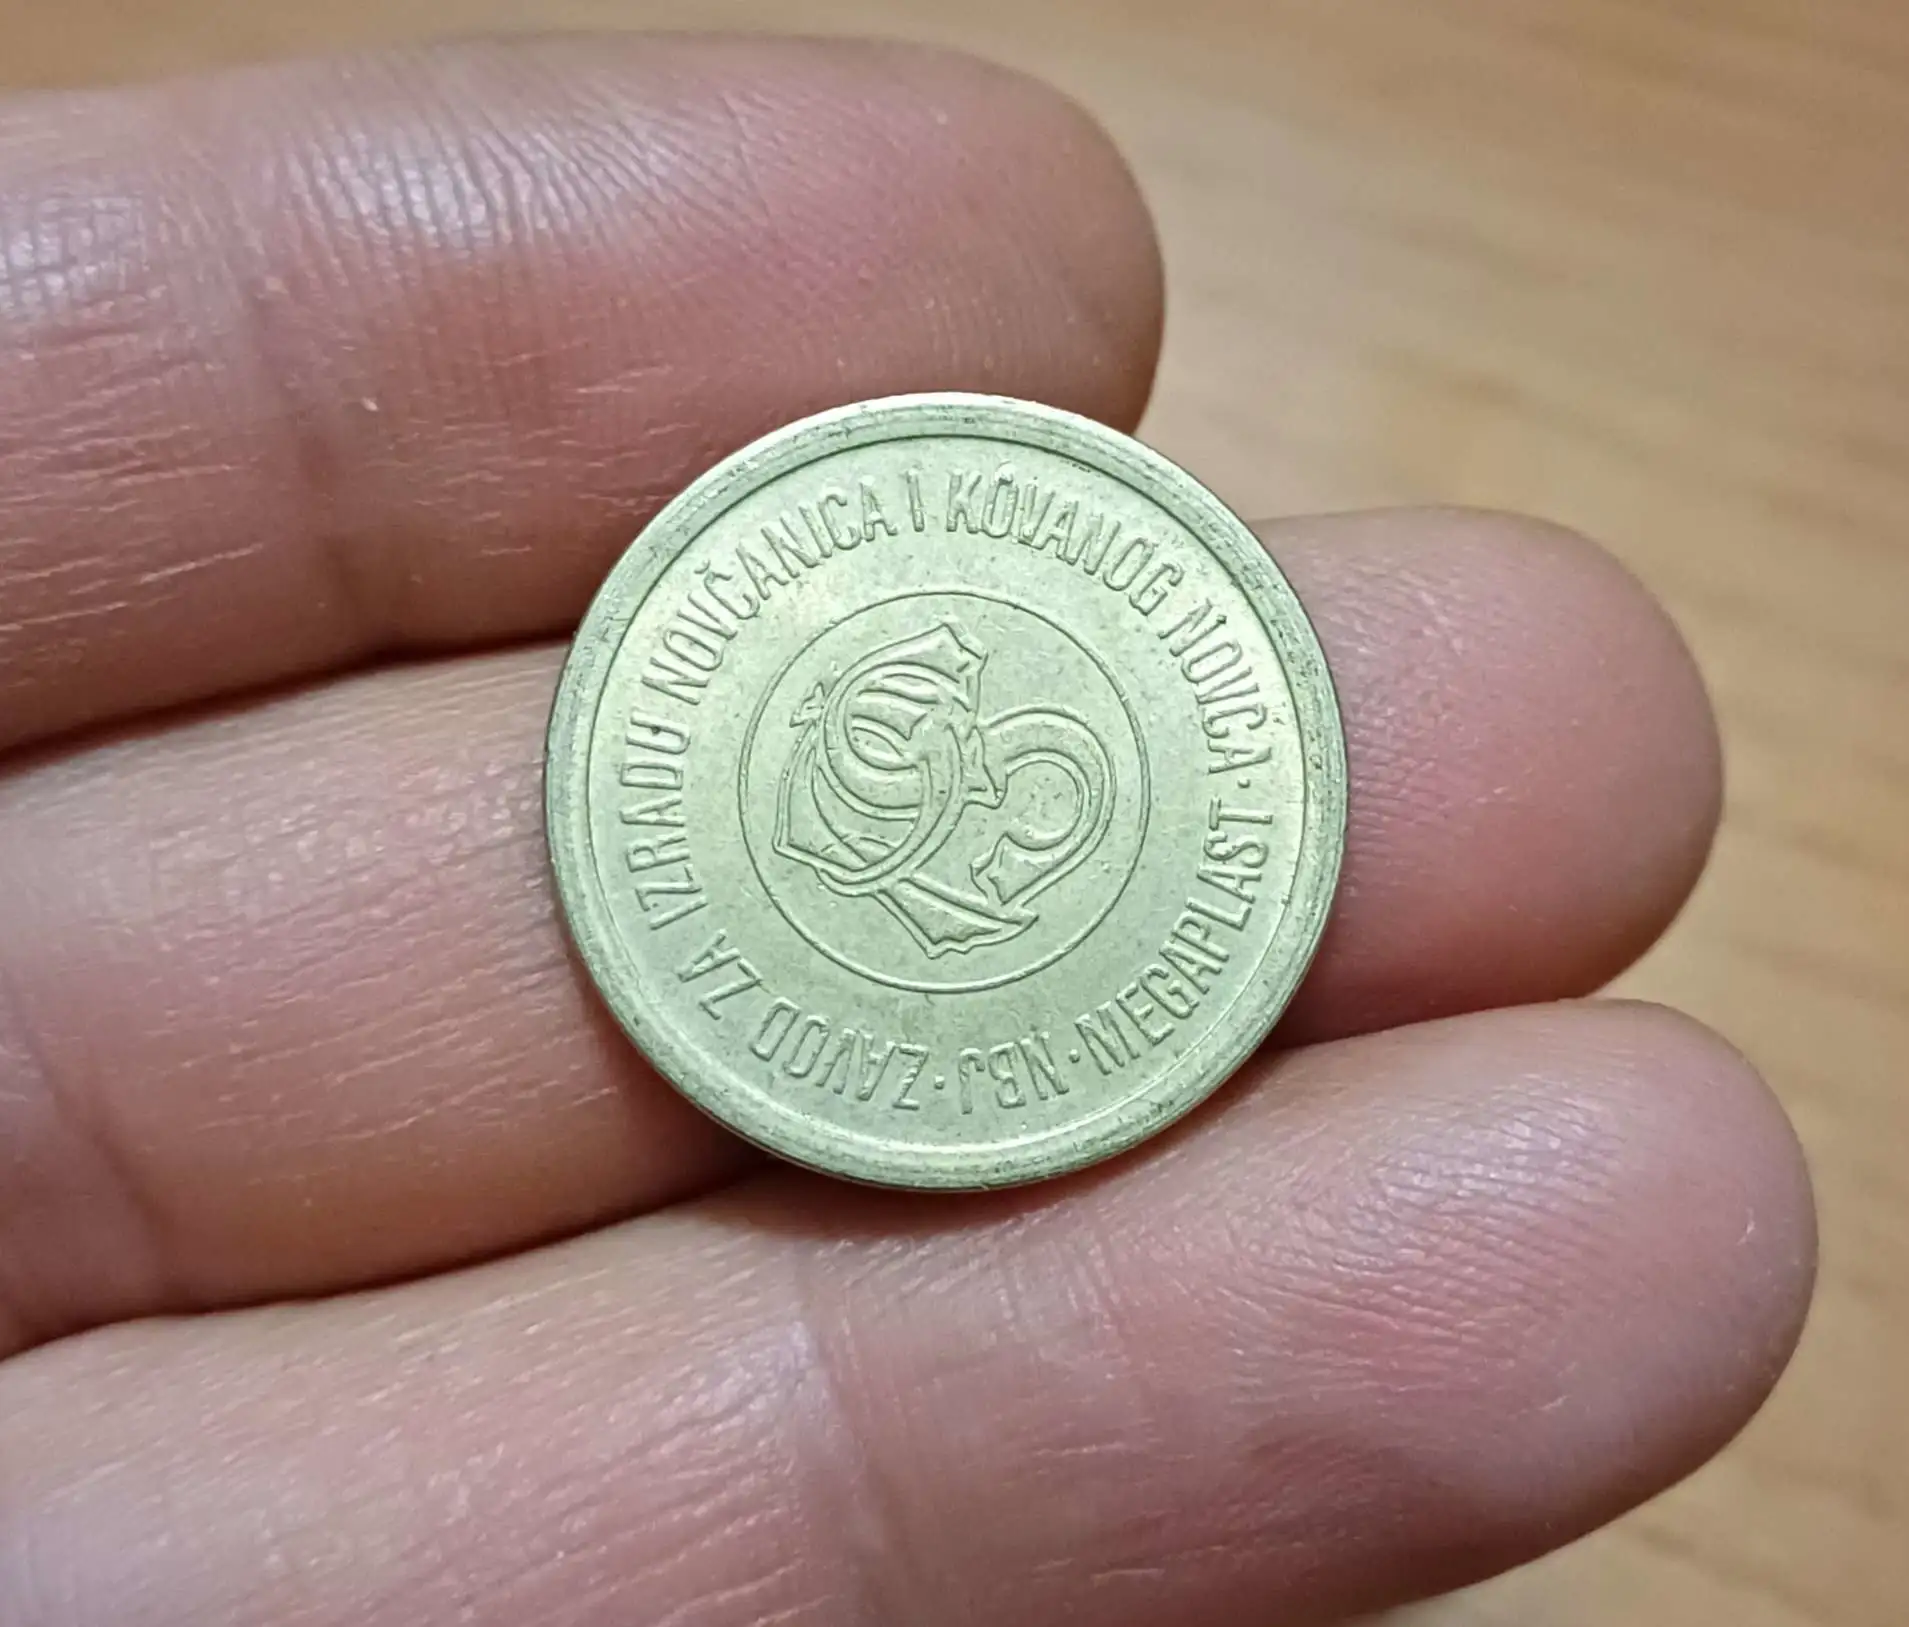 NBJ · ZAVOD ZA IZRADU NOVČANICA I KOVANOG NOVCA · MEGAPLAST ·